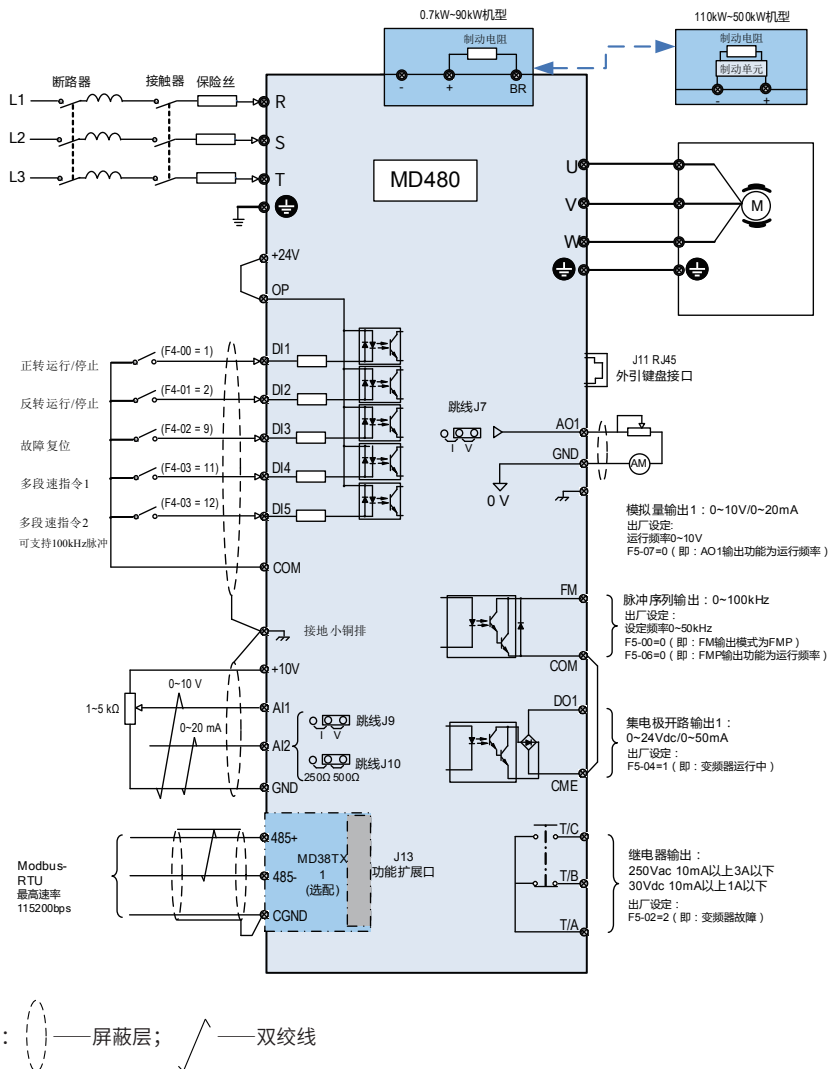 0.7kW~90kW机型
制动电阻
-
+
BR
110kW~500kW机型
制动电阻
制动单元
-
+
断路器
接触器
保险丝
L1
R
L2
S
L3
T
MD480
U
V
W
M
+24V
OP
正转运行/停止
(F4-00 = 1)
DI1
反转运行/停止
(F4-01 = 2)
DI2
故障复位
(F4-02 = 9)
DI3
多段速指令1
(F4-03 = 11)
DI4
多段速指令2
(F4-03 = 12)
DI5
可支持100kHz脉冲
COM
接地小铜排
J11 RJ45
外引键盘接口
跳线J7
I V
AO1
GND
0 V
AM
模拟量输出1：0~10V/0~20mA
出厂设定:
运行频率0~10V
F5-07=0（即：AO1输出功能为运行频率）
FM
COM
脉冲序列输出：0~100kHz
出厂设定：
设定频率0~50kHz
F5-00=0（即：FM输出模式为FMP）
F5-06=0（即：FMP输出功能为运行频率）
+10V
0~10 V
1~5 kΩ
AI1
0~20 mA
AI2
GND
跳线J9
I V
跳线J10
250Ω 500Ω
DO1
CME
集电极开路输出1：
0~24Vdc/0~50mA
出厂设定：
F5-04=1（即：变频器运行中）
Modbus-
RTU
最高速率
115200bps
485+
485-
CGND
MD38TX
1
(选配)
J13
功能扩展口
T/C
T/B
T/A
继电器输出：
250Vac 10mA以上3A以下
30Vdc 10mA以上1A以下
出厂设定：
F5-02=2（即：变频器故障）
：
——屏蔽层；
——双绞线